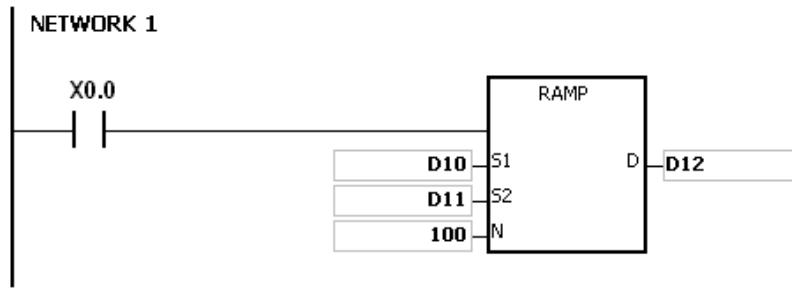 NETWORK 1
X0.0
RAMP
D10 S1 D D12
D11 S2
100 N